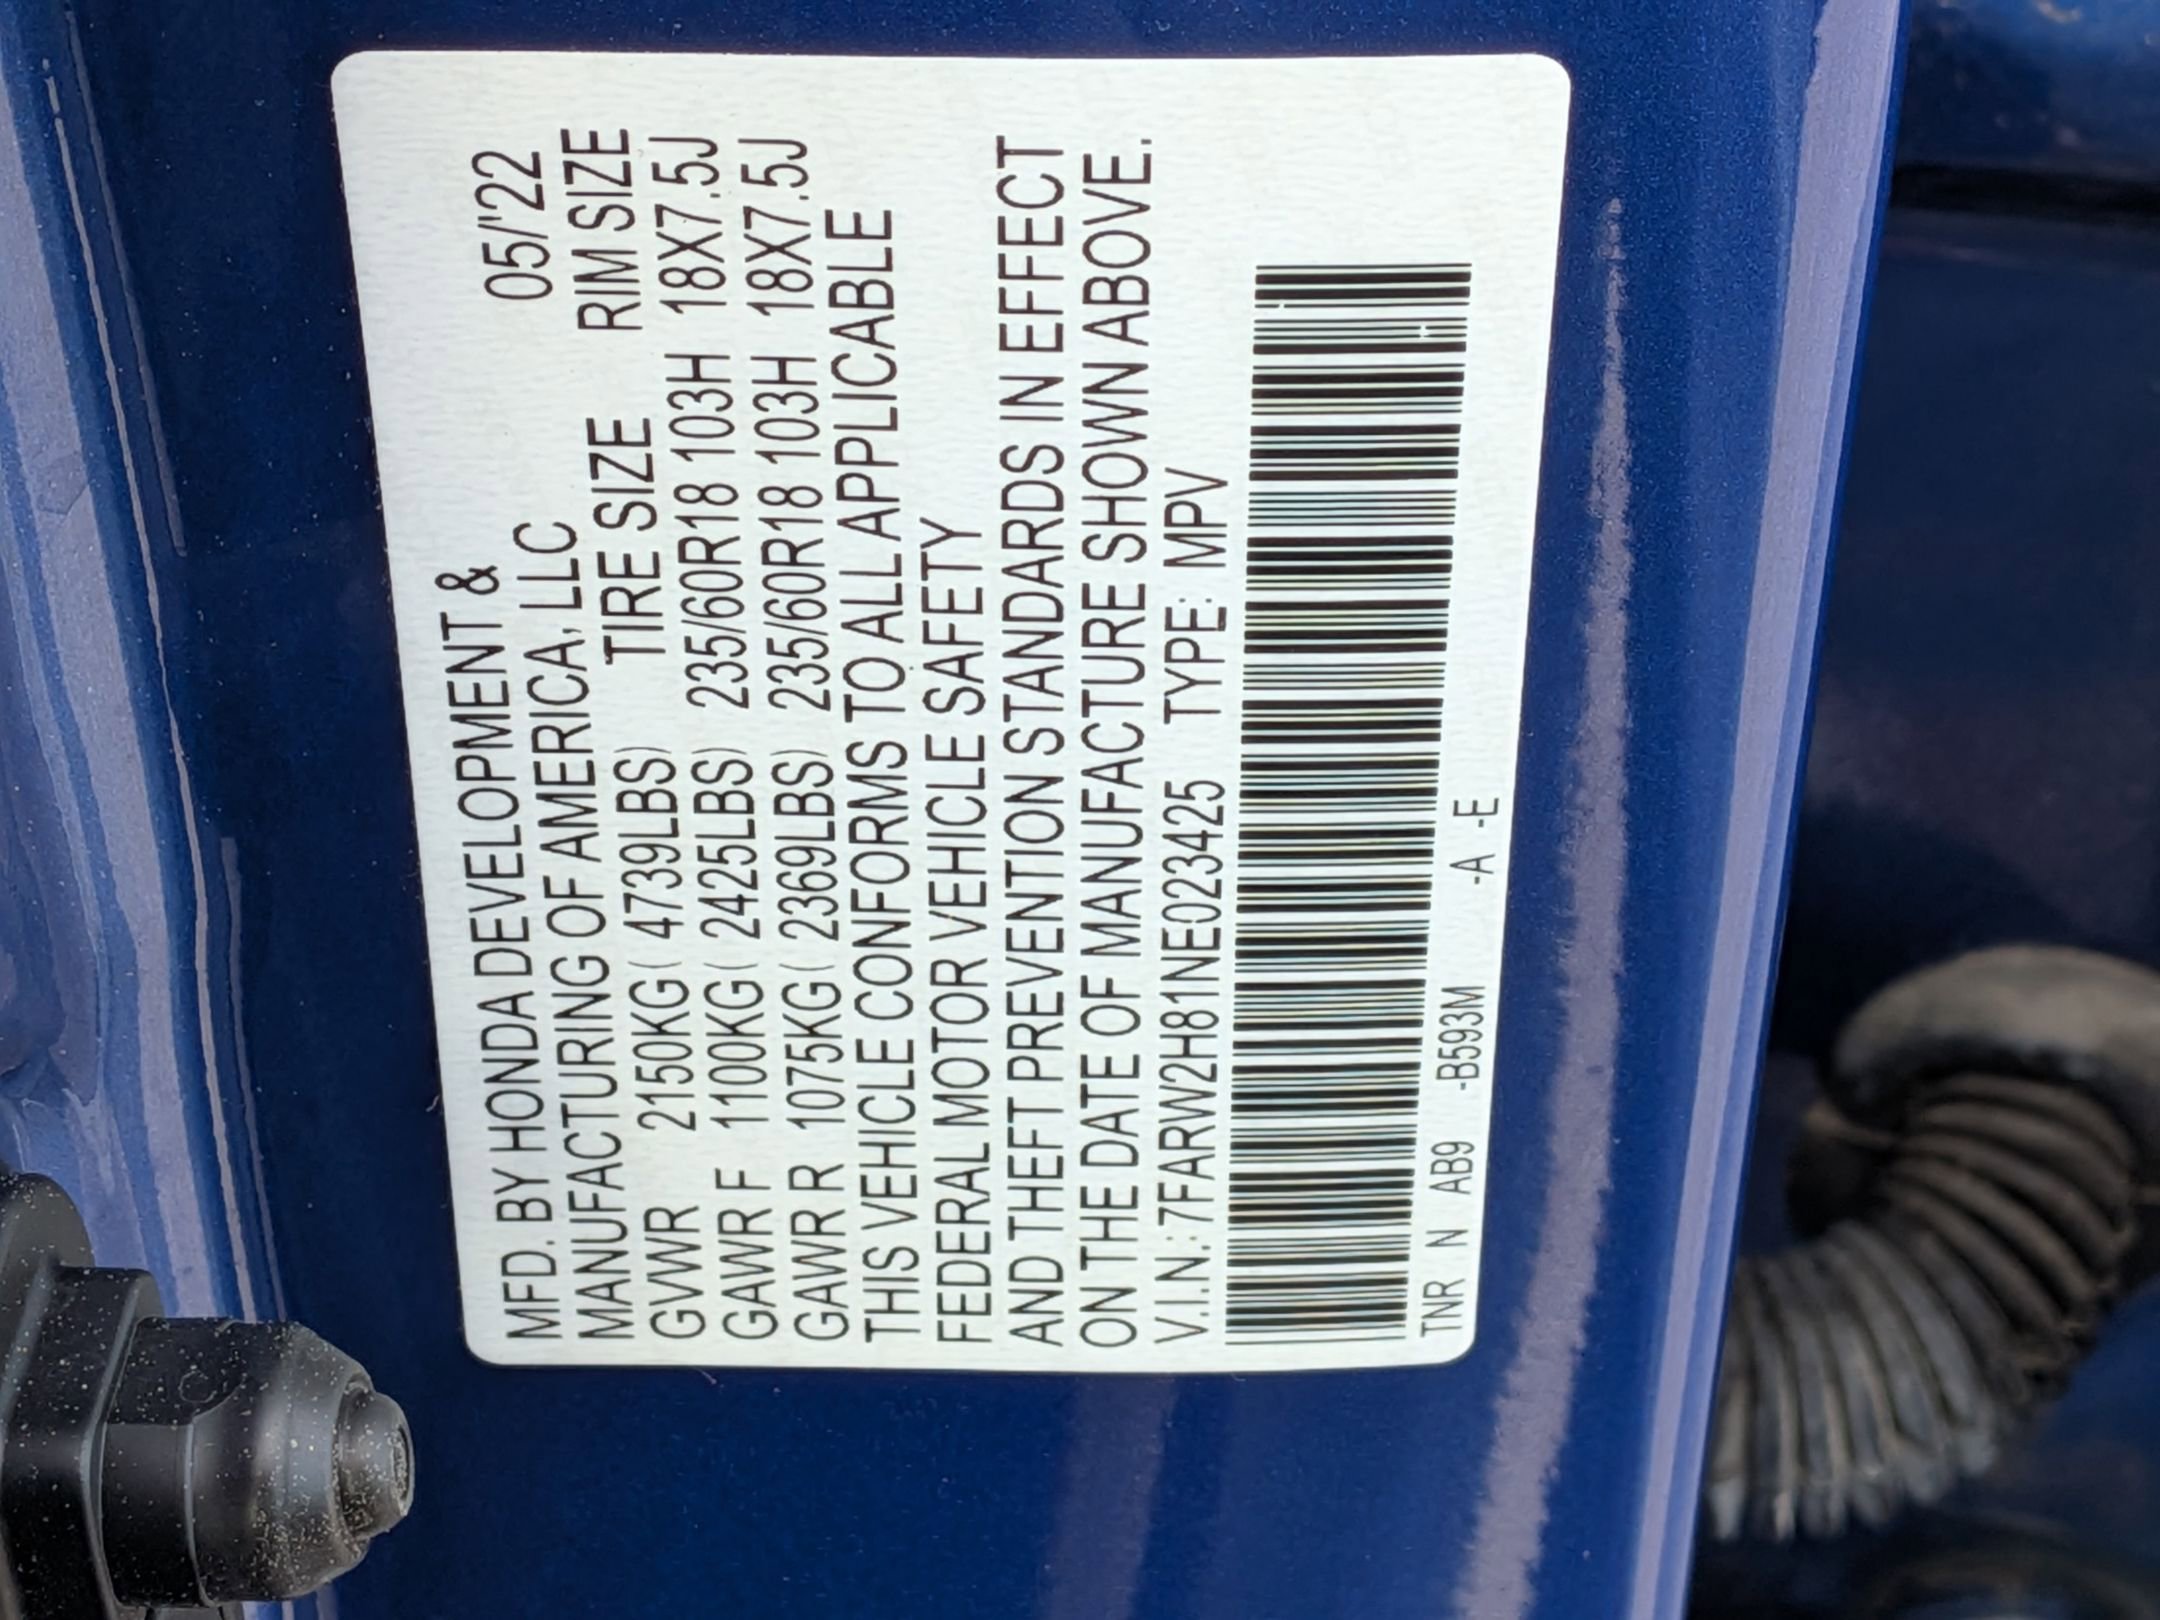 MFD. BY HONDA DEVELOPMENT & 05/'22
MANUFACTURING OF AMERICA, LLC
TIRE SIZE RIM SIZE
GVWR 2150KG( 4739LBS)
GAWR F 1100KG( 2425LBS) 235/60R18 103H 18X7.5J
GAWR R 1075KG( 2369LBS) 235/60R18 103H 18X7.5J
THIS VEHICLE CONFORMS TO ALL APPLICABLE
FEDERAL MOTOR VEHICLE SAFETY
AND THEFT PREVENTION STANDARDS IN EFFECT
ON THE DATE OF MANUFACTURE SHOWN ABOVE.
V.I.N.:7FARW2H81NE023425 TYPE: MPV
TNR N AB9 -B593M -A -E